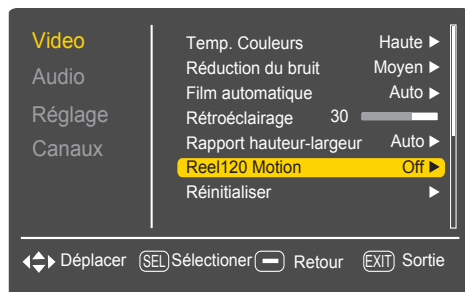 Video
Audio
Réglage
Canaux
Temp. Couleurs Haute
Réduction du bruit Moyen
Film automatique Auto
Rétroéclairage 30
Rapport hauteur-largeur Auto
Reel120 Motion Off
Réinitialiser
Déplacer SEL Sélectioner Retour EXIT Sortie